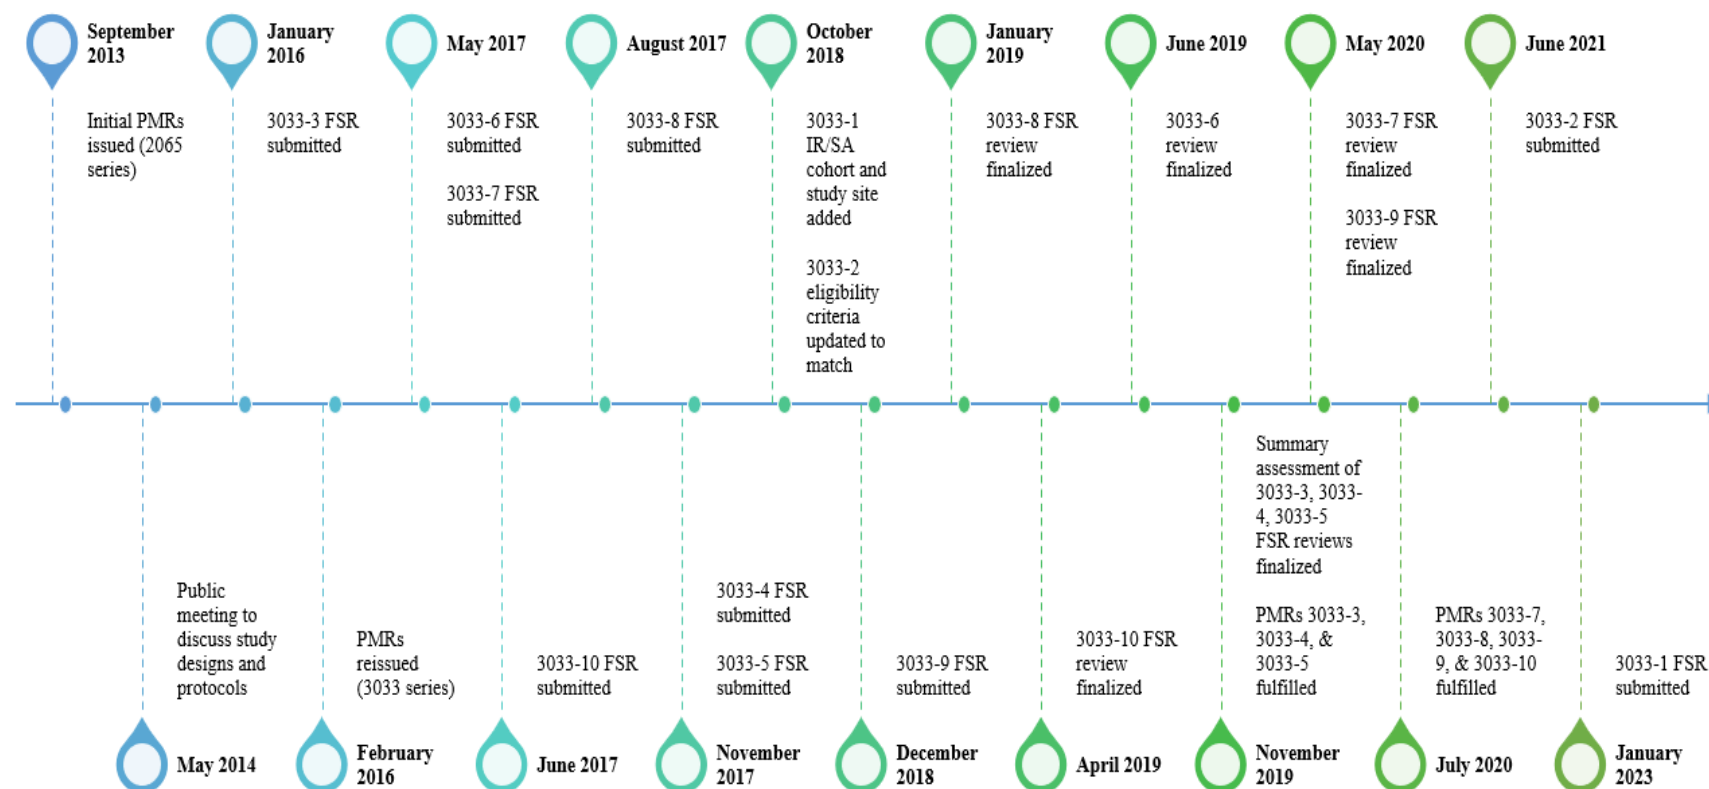 September
2013
Initial PMRs
issued (2065
series)
May 2014
Public
meeting to
discuss study
designs and
protocols
January
2016
3033-3 FSR
submitted
February
2016
PMRs
reissued
(3033 series)
May 2017
3033-6 FSR
submitted
3033-7 FSR
submitted
June 2017
3033-10 FSR
submitted
August 2017
3033-8 FSR
submitted
November
2017
3033-4 FSR
submitted
3033-5 FSR
submitted
October
2018
3033-1
IR/SA
cohort and
study site
added
3033-2
eligibility
criteria
updated to
match
December
2018
3033-9 FSR
submitted
January
2019
3033-8 FSR
review
finalized
April 2019
3033-10 FSR
review
finalized
June 2019
3033-6
review
finalized
November
2019
Summary
assessment of
3033-3, 3033-
4, 3033-5
FSR reviews
finalized
PMRs 3033-3,
3033-4, &
3033-5
fulfilled
May 2020
3033-7 FSR
review
finalized
3033-9 FSR
review
finalized
July 2020
PMRs 3033-7,
3033-8, 3033-
9, & 3033-10
fulfilled
June 2021
3033-2 FSR
submitted
January
2023
3033-1 FSR
submitted